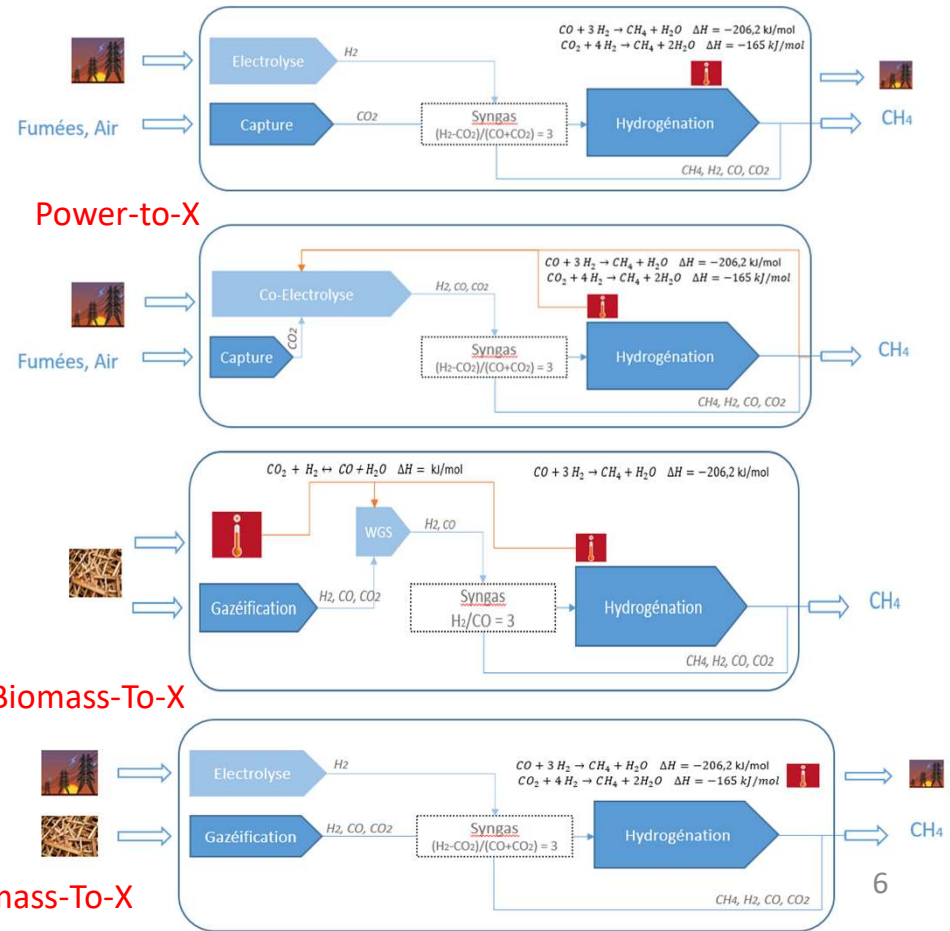 CO + 3 H₂ → CH₄ + H₂O ΔH = −206,2 kJ/mol
CO₂ + 4 H₂ → CH₄ + 2H₂O ΔH = −165 kJ/mol
Electrolyse
H2
Fumées, Air
Capture
CO2
Syngas
(H2-CO2)/(CO+CO2) = 3
Hydrogénation
CH4
CH4, H2, CO, CO2
Power-to-X
CO + 3 H₂ → CH₄ + H₂O ΔH = −206,2 kJ/mol
CO₂ + 4 H₂ → CH₄ + 2H₂O ΔH = −165 kJ/mol
Co-Electrolyse
H2, CO, CO2
CO2
Fumées, Air
Capture
Syngas
(H2-CO2)/(CO+CO2) = 3
Hydrogénation
CH4
CH4, H2, CO, CO2
CO₂ + H₂ ↔ CO + H₂O ΔH = kJ/mol
CO + 3 H₂ → CH₄ + H₂O ΔH = −206,2 kJ/mol
WGS
H2, CO
Gazéification
H2, CO, CO2
Syngas
H2/CO = 3
Hydrogénation
CH4
CH4, H2, CO, CO2
Biomass-To-X
CO + 3 H₂ → CH₄ + H₂O ΔH = −206,2 kJ/mol
CO₂ + 4 H₂ → CH₄ + 2H₂O ΔH = −165 kJ/mol
Electrolyse
H2
Gazéification
H2, CO, CO2
Syngas
(H2-CO2)/(CO+CO2) = 3
Hydrogénation
CH4
CH4, H2, CO, CO2
mass-To-X
6